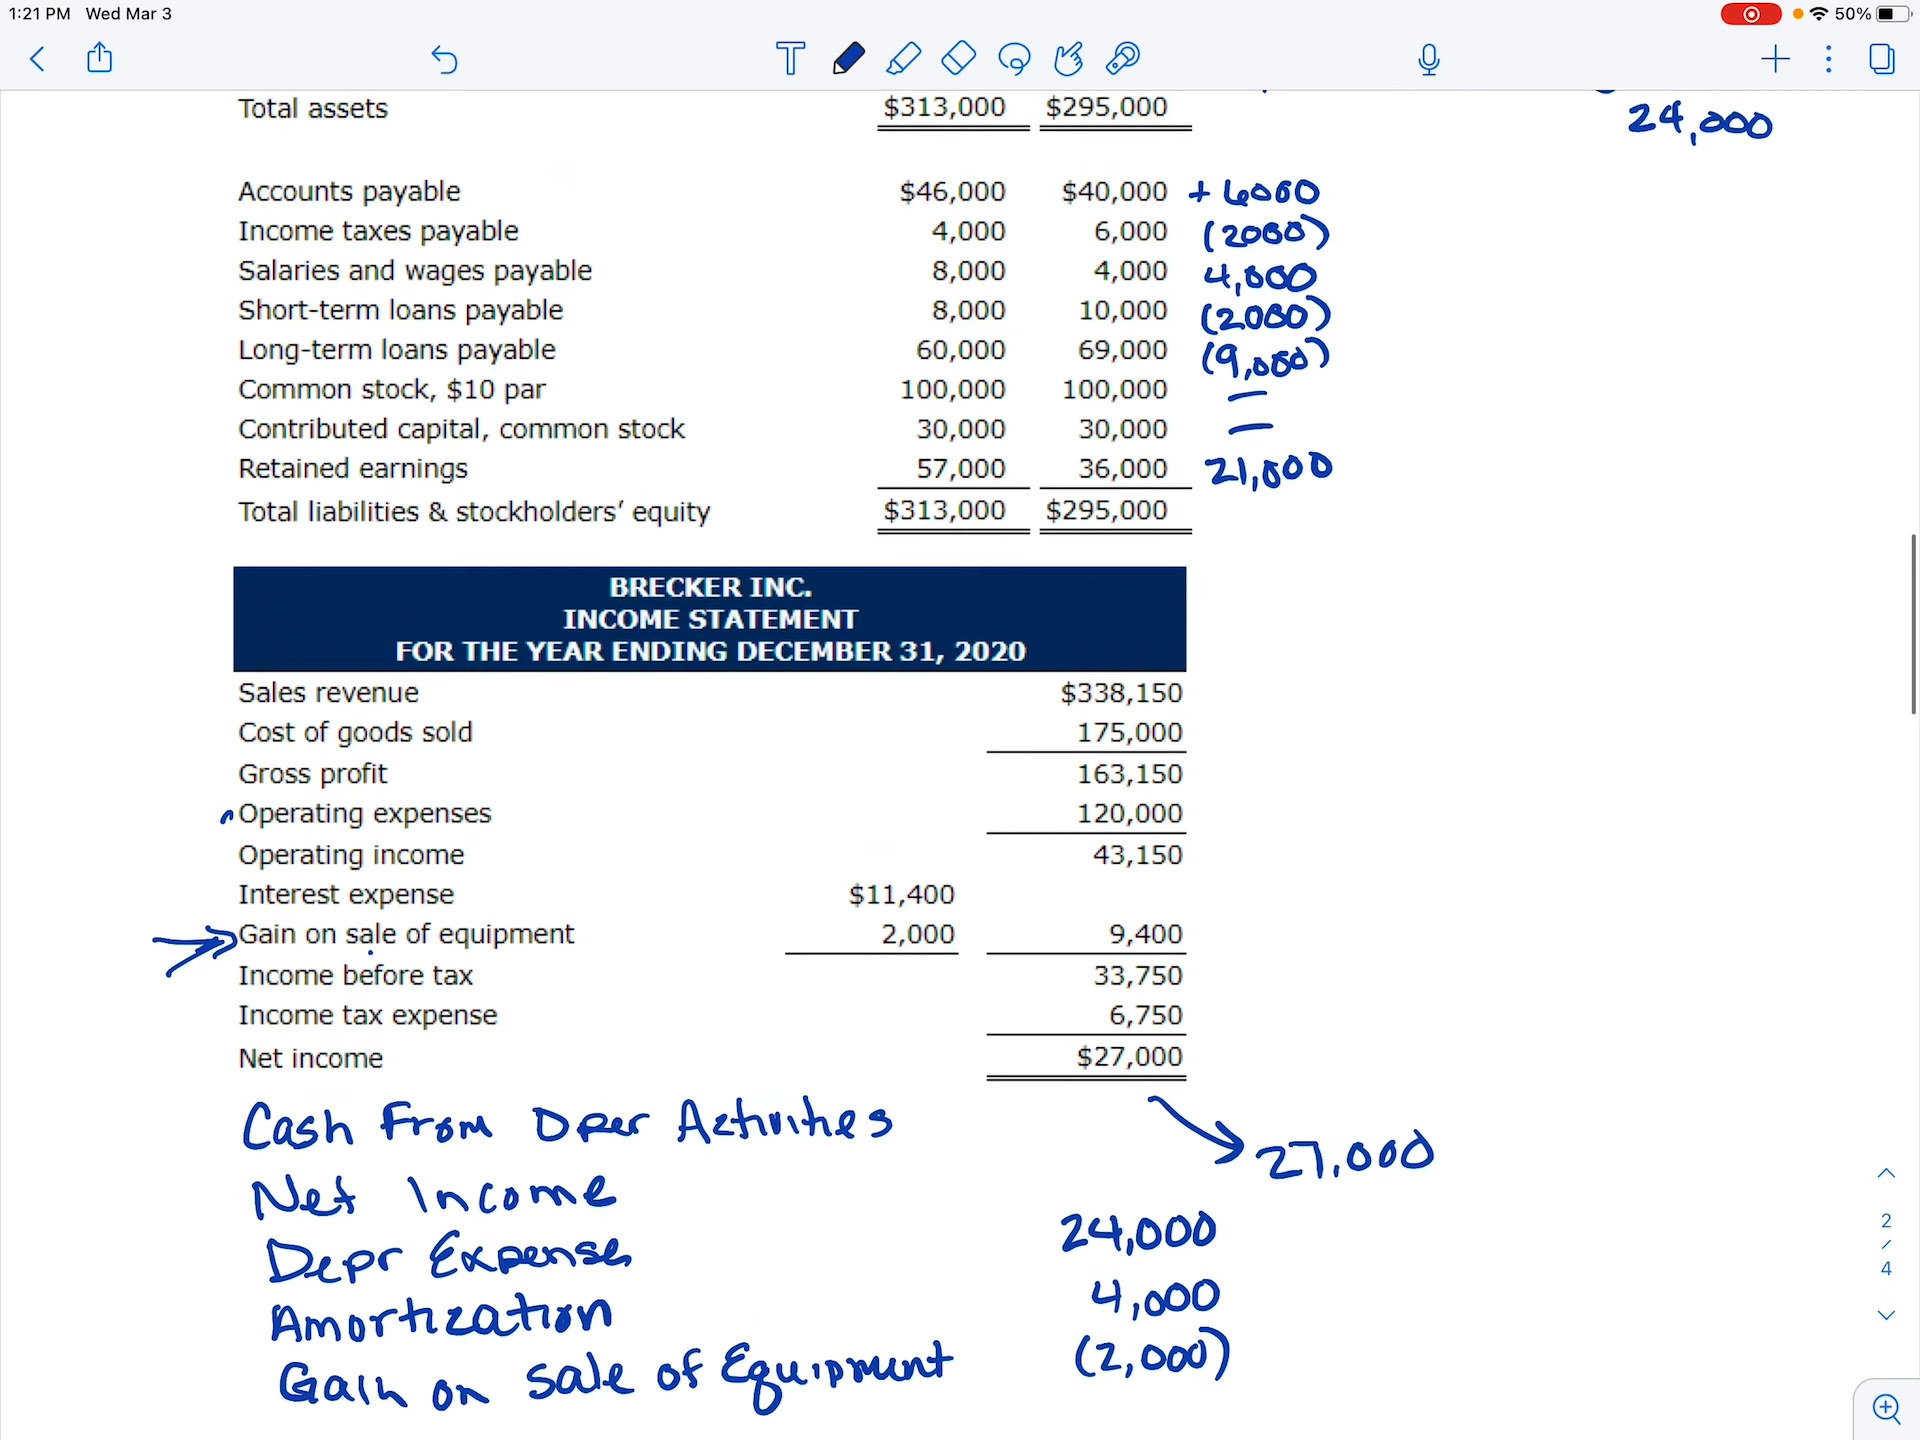 1:21 PM Wed Mar 3 50%
24,000
Total assets $313,000 $295,000
Accounts payable $46,000 $40,000 + 6000
Income taxes payable 4,000 6,000 (2000)
Salaries and wages payable 8,000 4,000 4,000
Short-term loans payable 8,000 10,000 (2000)
Long-term loans payable 60,000 69,000 (9,000)
Common stock, $10 par 100,000 100,000 —
Contributed capital, common stock 30,000 30,000 —
Retained earnings 57,000 36,000 21,000
Total liabilities & stockholders’ equity $313,000 $295,000
BRECKER INC.
INCOME STATEMENT
FOR THE YEAR ENDING DECEMBER 31, 2020
Sales revenue $338,150
Cost of goods sold 175,000
Gross profit 163,150
Operating expenses 120,000
Operating income 43,150
Interest expense $11,400
Gain on sale of equipment 2,000 9,400
Income before tax 33,750
Income tax expense 6,750
Net income $27,000
Cash From Oper Activities
Net Income 27,000
Depr Expense 24,000
Amortization 4,000
Gain on Sale of Equipment (2,000)
2 / 4